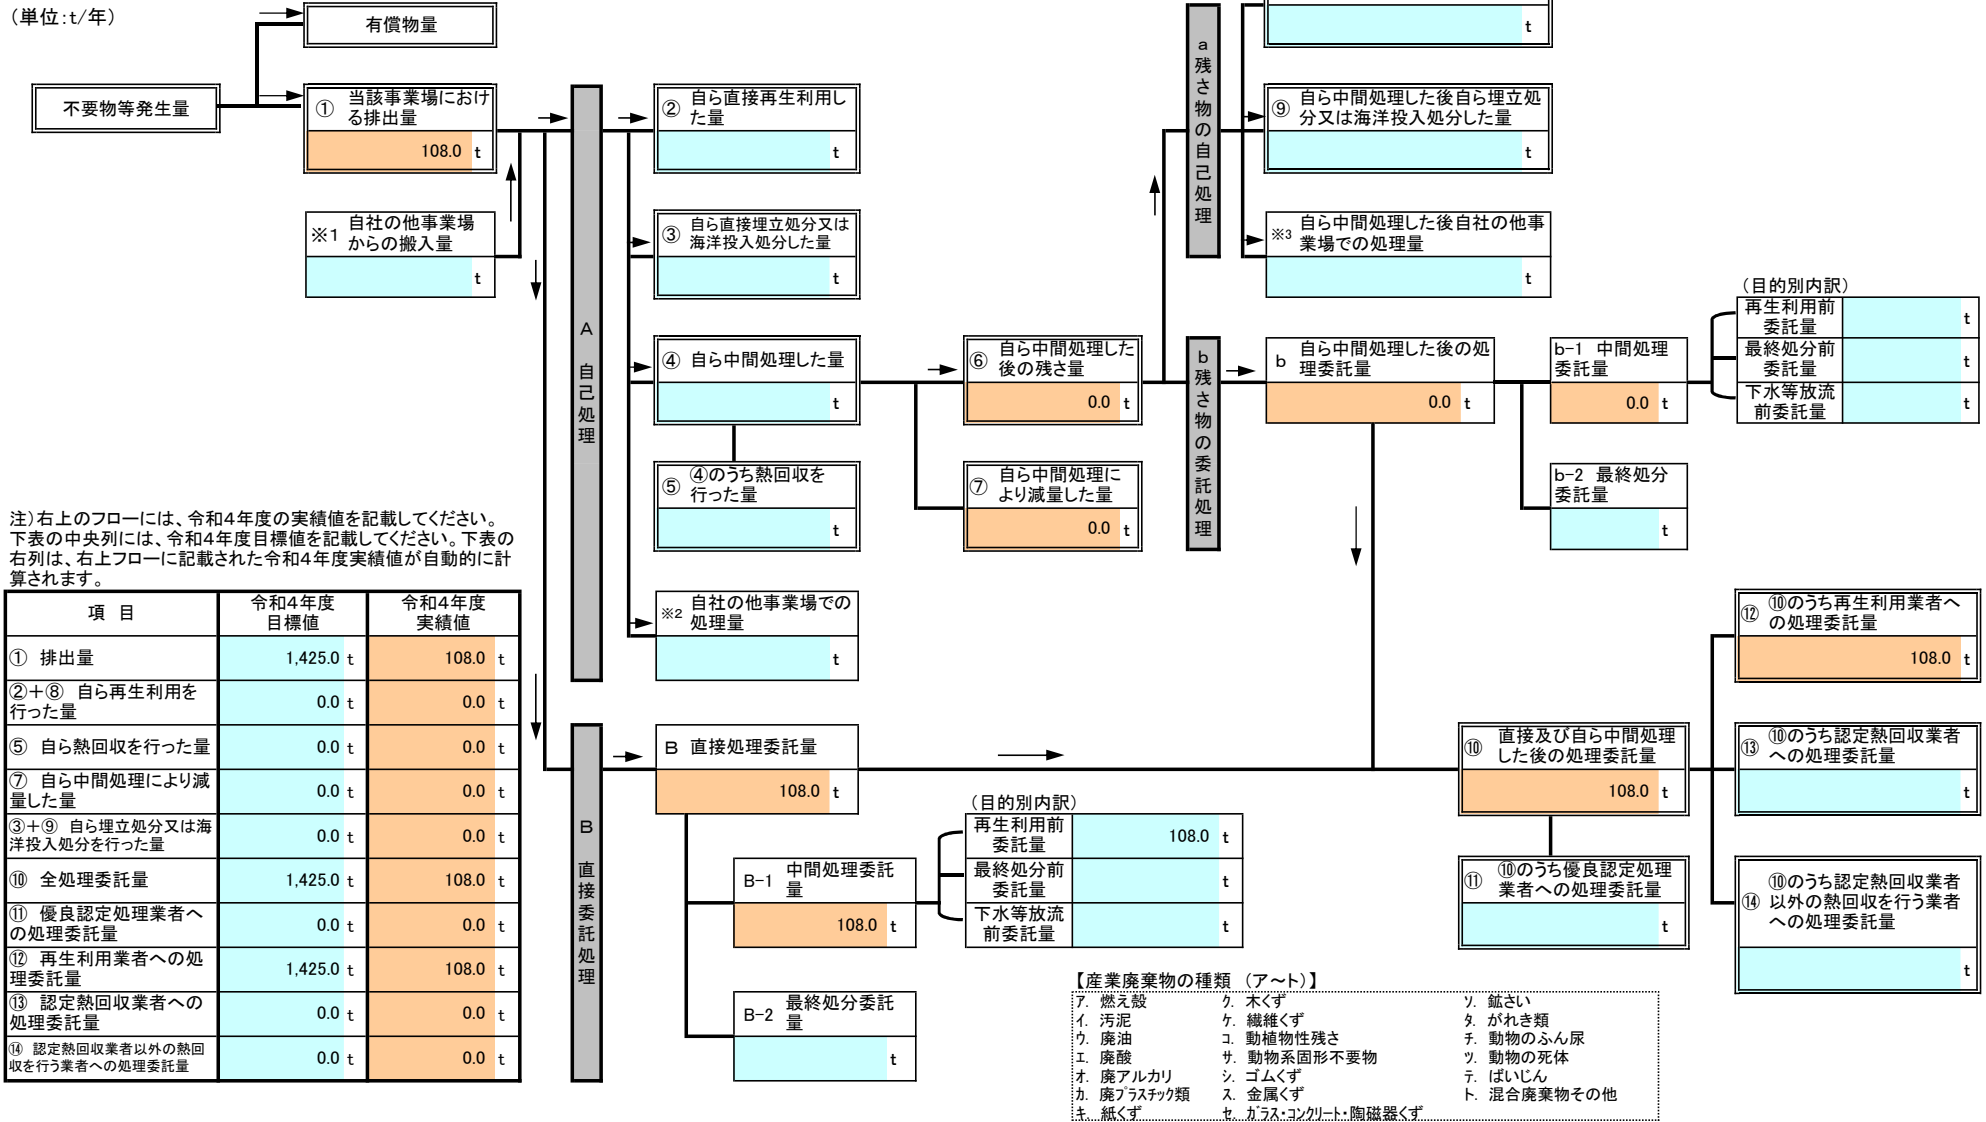 (単位:t/年)
有償物量
不要物等発生量
① 当該事業場におけ
る排出量
108.0 t
※1 自社の他事業場
からの搬入量
t
A 自己処理
② 自ら直接再生利用し
た量
t
③ 自ら直接埋立処分又は
海洋投入処分した量
t
④ 自ら中間処理した量
t
⑤ ④のうち熱回収を
行った量
t
※2 自社の他事業場での
処理量
t
⑥ 自ら中間処理した
後の残さ量
0.0 t
⑦ 自ら中間処理に
より減量した量
0.0 t
a 残さ物の自己処理
t
⑨ 自ら中間処理した後自ら埋立処
分又は海洋投入処分した量
t
※3 自ら中間処理した後自社の他事
業場での処理量
t
b 残さ物の委託処理
b 自ら中間処理した後の処
理委託量
0.0 t
b-1 中間処理
委託量
0.0 t
b-2 最終処分
委託量
t
(目的別内訳)
再生利用前
委託量
t
最終処分前
委託量
t
下水等放流
前委託量
t
注)右上のフローには、令和4年度の実績値を記載してください。
下表の中央列には、令和4年度目標値を記載してください。下表の
右列は、右上フローに記載された令和4年度実績値が自動的に計
算されます。
項 目 令和4年度 令和4年度
目標値 実績値
① 排出量 1,425.0 t 108.0 t
②+⑧ 自ら再生利用を
行った量 0.0 t 0.0 t
⑤ 自ら熱回収を行った量 0.0 t 0.0 t
⑦ 自ら中間処理により減
量した量 0.0 t 0.0 t
③+⑨ 自ら埋立処分又は海
洋投入処分を行った量 0.0 t 0.0 t
⑩ 全処理委託量 1,425.0 t 108.0 t
⑪ 優良認定処理業者へ
の処理委託量 0.0 t 0.0 t
⑫ 再生利用業者への処
理委託量 1,425.0 t 108.0 t
⑬ 認定熱回収業者への
処理委託量 0.0 t 0.0 t
⑭ 認定熱回収業者以外の熱回
収を行う業者への処理委託量 0.0 t 0.0 t
B 直接委託処理
B 直接処理委託量
108.0 t
B-1 中間処理委託
量
108.0 t
B-2 最終処分委託
量
t
(目的別内訳)
再生利用前
委託量
108.0 t
最終処分前
委託量
t
下水等放流
前委託量
t
⑩ 直接及び自ら中間処理
した後の処理委託量
108.0 t
⑪ ⑩のうち優良認定処理
業者への処理委託量
t
⑫ ⑩のうち再生利用業者へ
の処理委託量
108.0 t
⑬ ⑩のうち認定熱回収業者
への処理委託量
t
⑭ ⑩のうち認定熱回収業者
以外の熱回収を行う業者
への処理委託量
t
【産業廃棄物の種類 (ア~ト)】
ア. 燃え殻 ク. 木くず ソ. 鉱さい
イ. 汚泥 ケ. 繊維くず タ. がれき類
ウ. 廃油 コ. 動植物性残さ チ. 動物のふん尿
エ. 廃酸 サ. 動物系固形不要物 ツ. 動物の死体
オ. 廃アルカリ シ. ゴムくず テ. ばいじん
カ. 廃プラスチック類 ス. 金属くず ト. 混合廃棄物その他
キ. 紙くず セ. ガラス・コンクリート・陶磁器くず